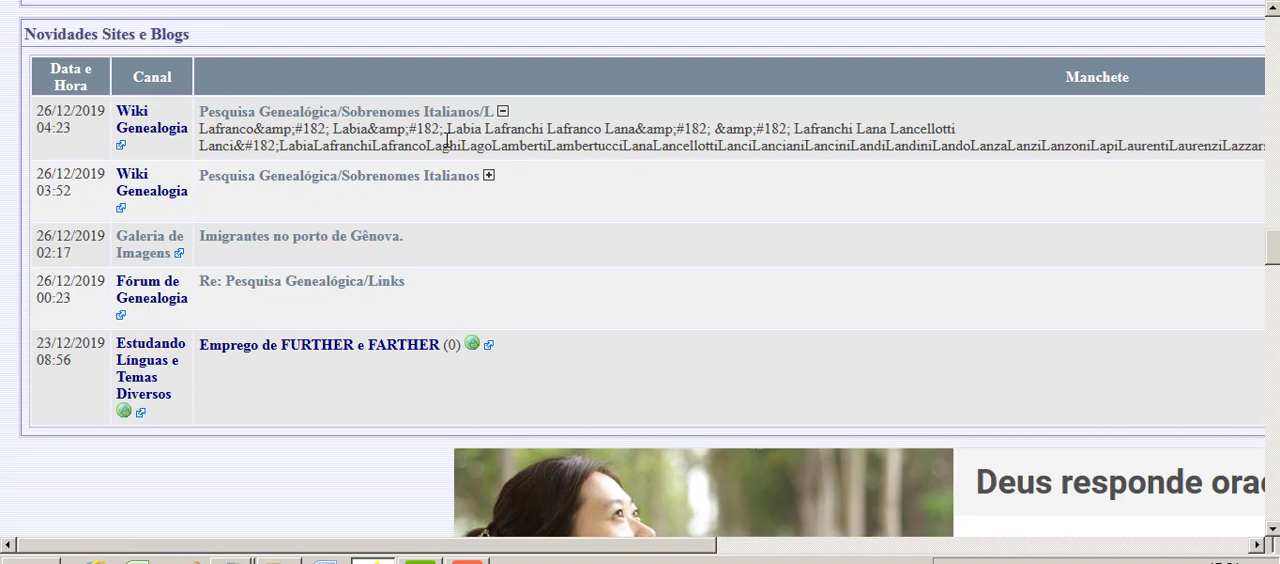 Novidades Sites e Blogs
Data e Hora
Canal
Manchete
26/12/2019
04:23
Wiki
Genealogia
Pesquisa Genealógica/Sobrenomes Italianos/L
Lafranco&amp;#182; Labia&amp;#182; Labia Lafranchi Lafranco Lana&amp;#182; &amp;#182; Lafranchi Lana Lancellotti
Lanci&#182;LabiaLafranchiLafrancoLaghiLagoLambertiLambertucciLanaLancellottiLanciLancianiLanciniLandiLandiniLandoLanzaLanziLanzoniLapiLaurentiLaurenziLazzars
26/12/2019
03:52
Wiki
Genealogia
Pesquisa Genealógica/Sobrenomes Italianos
26/12/2019
02:17
Galeria de
Imagens
Imigrantes no porto de Gênova.
26/12/2019
00:23
Fórum de
Genealogia
Re: Pesquisa Genealógica/Links
23/12/2019
08:56
Estudando
Línguas e
Temas
Diversos
Emprego de FURTHER e FARTHER (0)
Deus responde ora